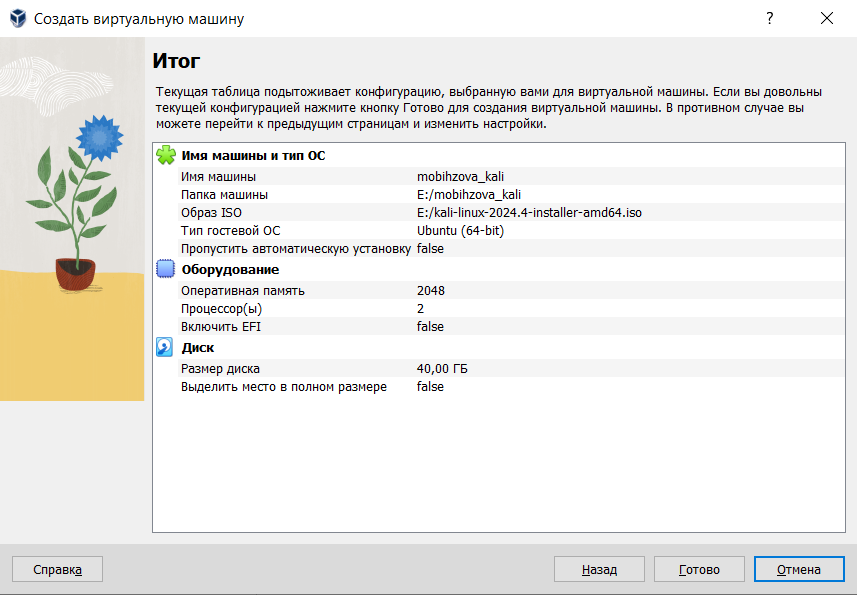 Создать виртуальную машину
?
Итог
Текущая таблица подытоживает конфигурацию, выбранную вами для виртуальной машины. Если вы довольны
текущей конфигурацией нажмите кнопку Готово для создания виртуальной машины. В противном случае вы
можете перейти к предыдущим страницам и изменить настройки.
Имя машины и тип ОС
Имя машины mobihzova_kali
Папка машины E:/mobihzova_kali
Образ ISO E:/kali-linux-2024.4-installer-amd64.iso
Тип гостевой ОС Ubuntu (64-bit)
Пропустить автоматическую установку false
Оборудование
Оперативная память 2048
Процессор(ы) 2
Включить EFI false
Диск
Размер диска 40,00 ГБ
Выделить место в полном размере false
Справка Назад Готово Отмена